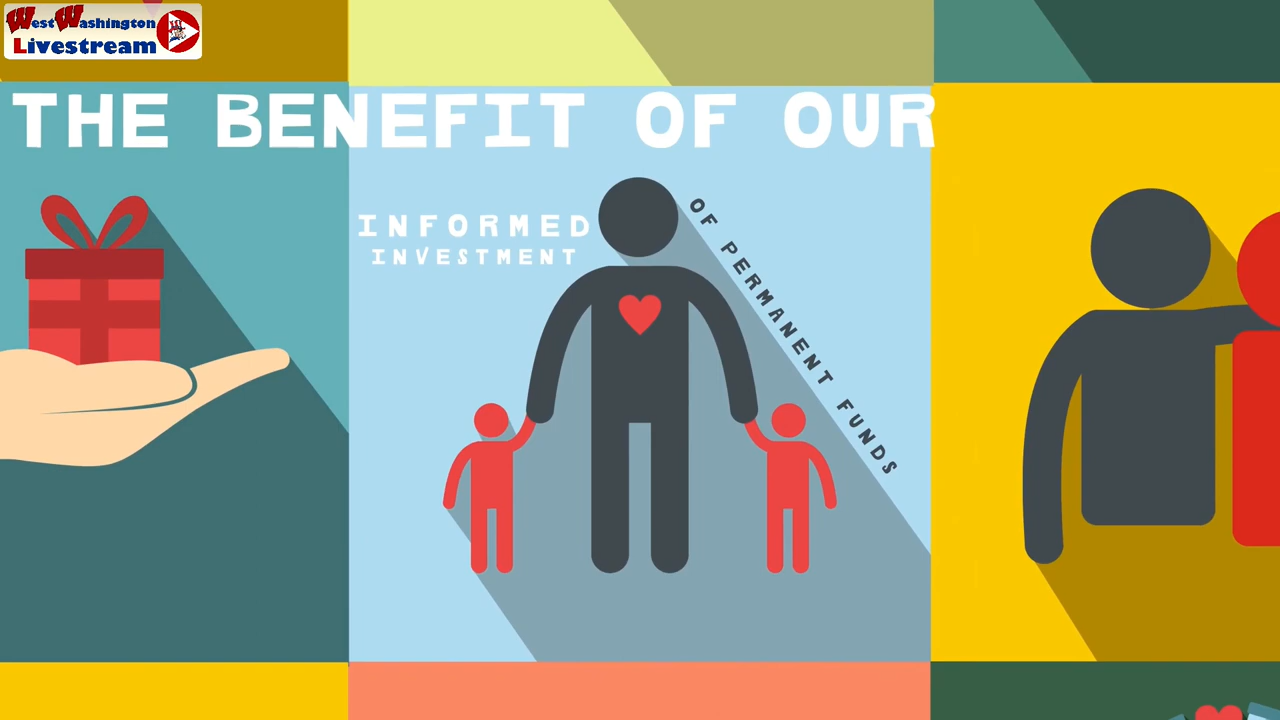 West Washington
Livestream
THE BENEFIT OF OUR
INFORMED
INVESTMENT
OF PERMANENT FUNDS